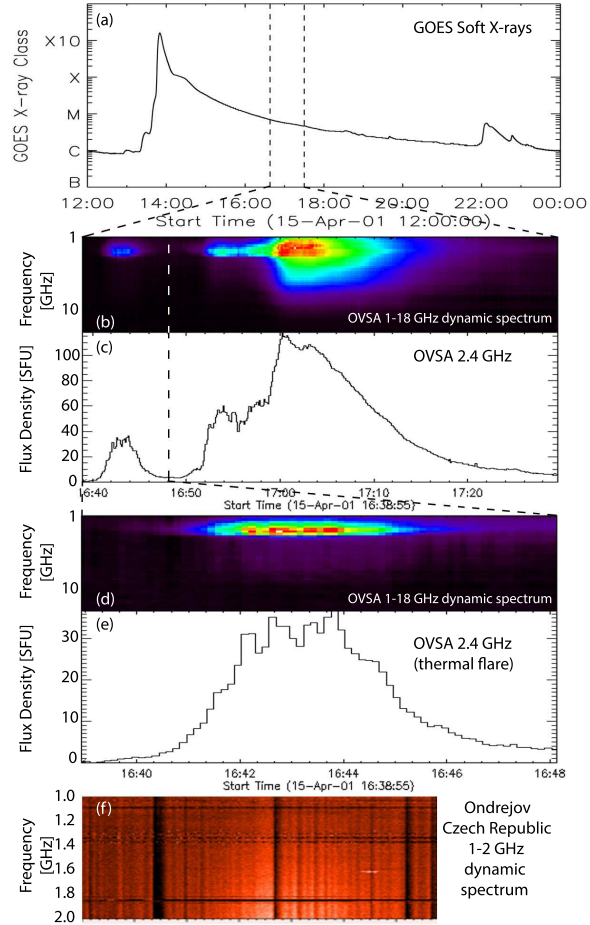 (a)
GOES Soft X-rays
GOES X-ray Class
X10
X
M
C
B
12:00 14:00 16:00 18:00 20:00 22:00 00:00
Start Time (15-Apr-01 12:00:00)
Frequency
[GHz]
1
10
(b)
OVSA 1-18 GHz dynamic spectrum
Flux Density [SFU]
(c)
OVSA 2.4 GHz
100
80
60
40
20
0
16:40 16:50 17:00 17:10 17:20
Start Time (15-Apr-01 16:38:55)
Frequency
[GHz]
1
10
(d)
OVSA 1-18 GHz dynamic spectrum
Flux Density [SFU]
(e)
OVSA 2.4 GHz
(thermal flare)
30
20
10
0
16:40 16:42 16:44 16:46 16:48
Start Time (15-Apr-01 16:38:55)
Frequency
[GHz]
1.0
1.2
1.4
1.6
1.8
2.0
(f)
Ondrejov
Czech Republic
1-2 GHz
dynamic
spectrum